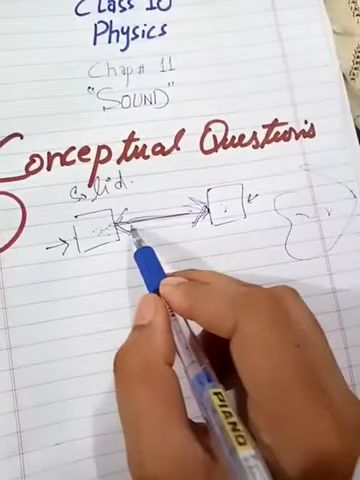 Class 10
Physics
Chap # 11
"SOUND"
Conceptual Questions
Solid.
PIANO